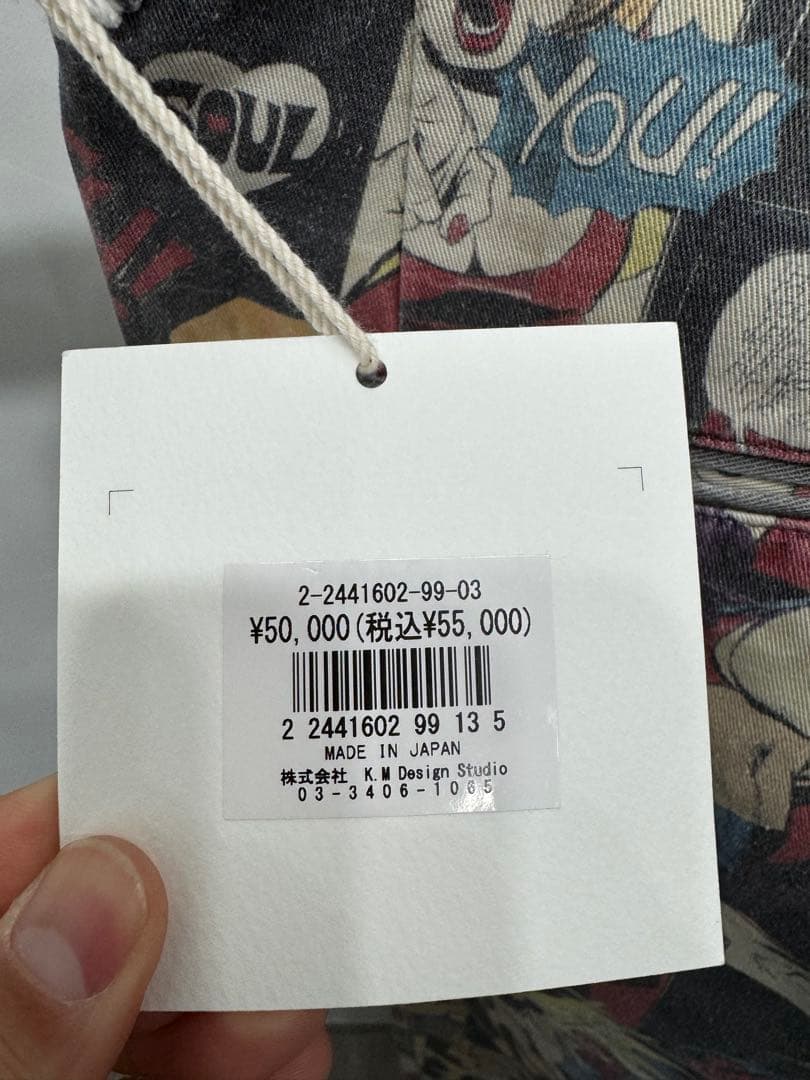 SOUZ
YOU!
2-2441602-99-03
¥50,000(税込¥55,000)
2 2441602 99 13 5
MADE IN JAPAN
株式会社 K.M Design Studio
03-3406-1065